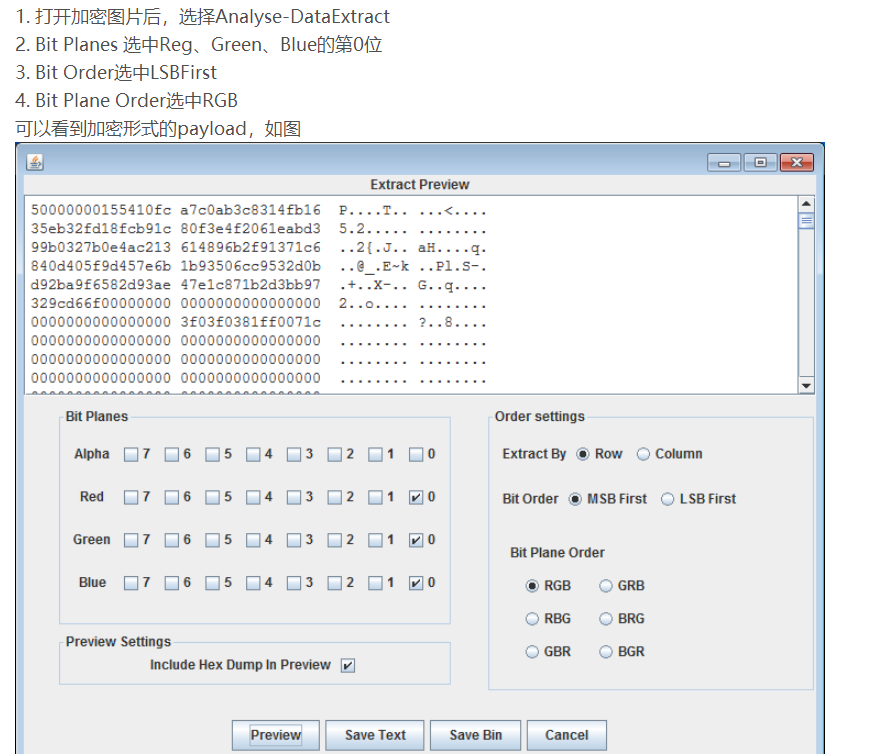 1. 打开加密图片后，选择Analyse-DataExtract
2. Bit Planes 选中Reg、Green、Blue的第0位
3. Bit Order选中LSBFirst
4. Bit Plane Order选中RGB
可以看到加密形式的payload，如图
Extract Preview
50000000155410fc a7c0ab3c8314fb16 P....T.. ...<....
35eb32fd18fcb91c 80f3e4f2061eabd3 5.2..... ........
99b0327b0e4ac213 614896b2f91371c6 ..2{.J.. aH....q.
840d405f9d457e6b 1b93506cc9532d0b ..@_.E~k ..Pl.S-.
d92ba9f6582d93ae 47e1c871b2d3bb97 .+..X-.. G..q....
329cd66f00000000 0000000000000000 2..o.... ........
0000000000000000 3f03f0381ff0071c ........ ?..8....
0000000000000000 0000000000000000 ........ ........
0000000000000000 0000000000000000 ........ ........
0000000000000000 0000000000000000 ........ ........
Bit Planes
Alpha 7 6 5 4 3 2 1 0
Red 7 6 5 4 3 2 1 0
Green 7 6 5 4 3 2 1 0
Blue 7 6 5 4 3 2 1 0
Preview Settings
Include Hex Dump In Preview
Order settings
Extract By Row Column
Bit Order MSB First LSB First
Bit Plane Order
RGB GRB
RBG BRG
GBR BGR
Preview Save Text Save Bin Cancel